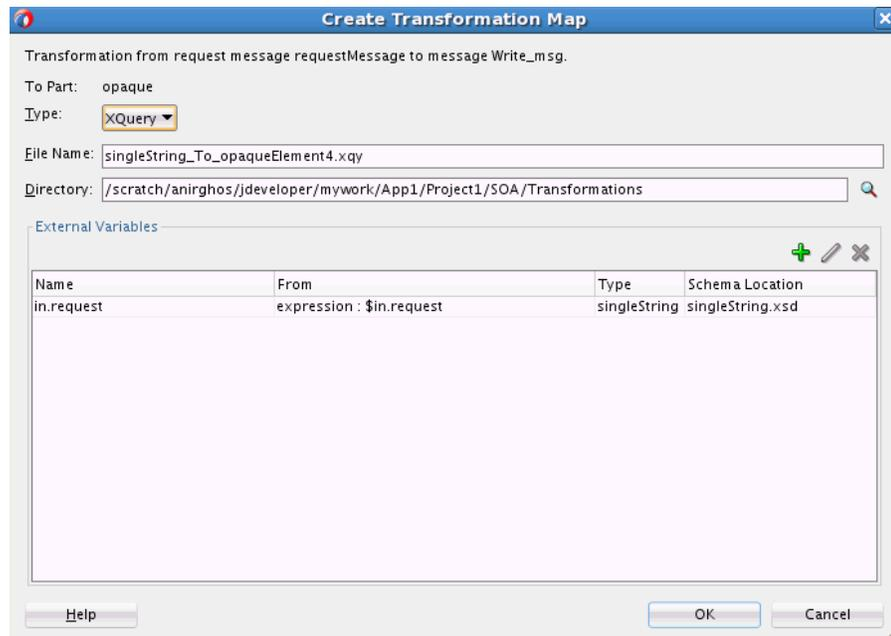 Create Transformation Map
Transformation from request message requestMessage to message Write_msg.
To Part: opaque
Type: XQuery
File Name: singleString_To_opaqueElement4.xqy
Directory: /scratch/anirghos/jdeveloper/mywork/App1/Project1/SOA/Transformations
External Variables
Name From Type Schema Location
in.request expression : $in.request singleString singleString.xsd
Help OK Cancel